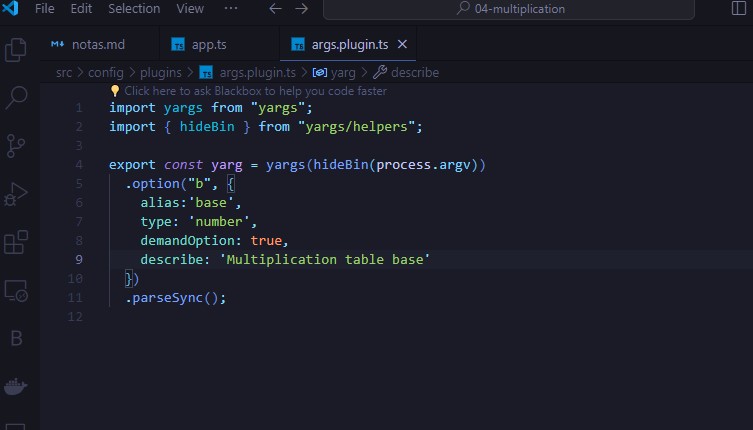 File Edit Selection View ... 04-multiplication
M↓ notas.md TS app.ts TS args.plugin.ts
src > config > plugins > TS args.plugin.ts > yarg > describe
Click here to ask Blackbox to help you code faster
1 import yargs from "yargs";
2 import { hideBin } from "yargs/helpers";
3
4 export const yarg = yargs(hideBin(process.argv))
5 .option("b", {
6 alias:'base',
7 type: 'number',
8 demandOption: true,
9 describe: 'Multiplication table base'
10 })
11 .parseSync();
12
B